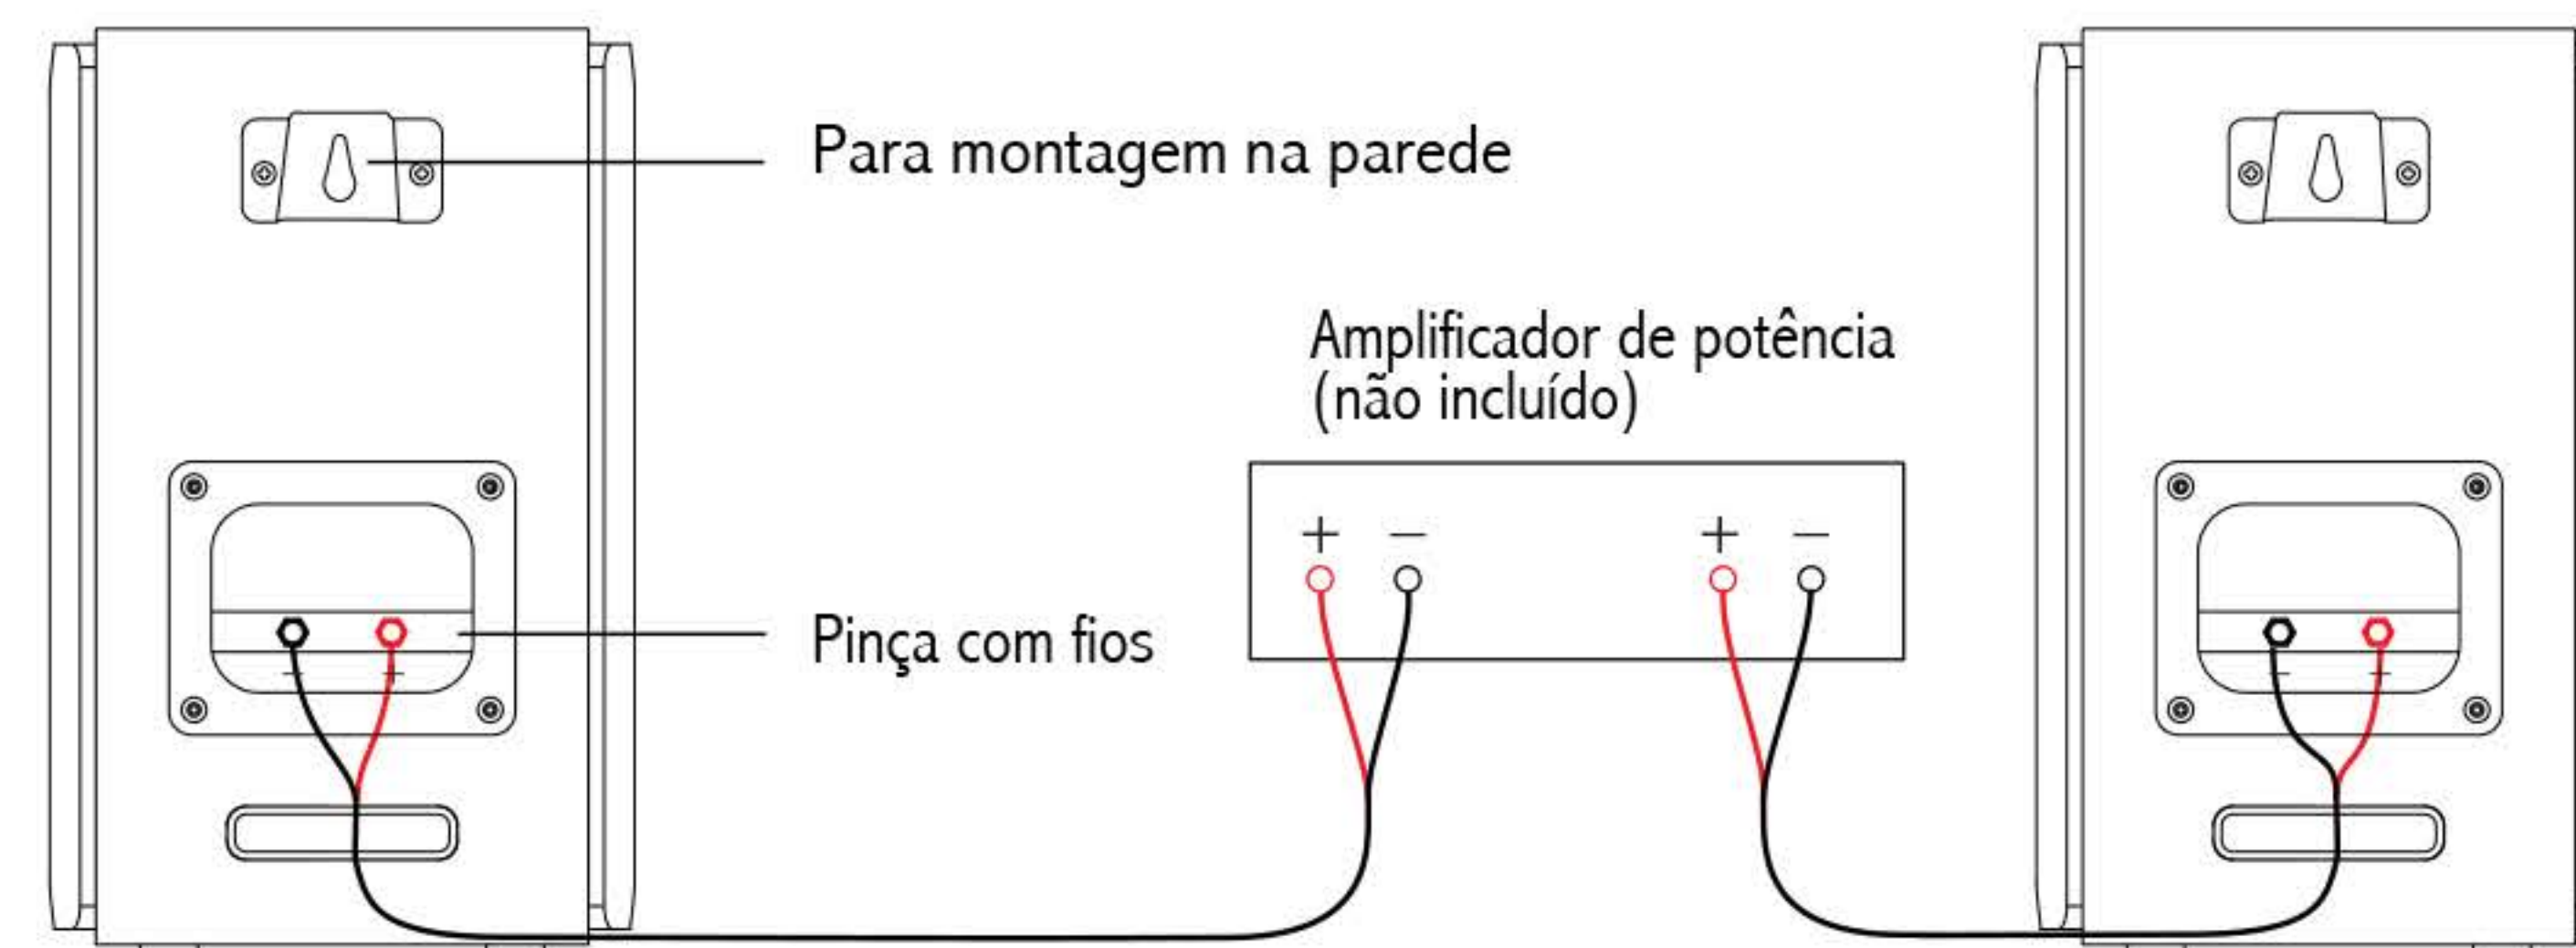 Para montagem na parede
Amplificador de potência
(não incluído)
+ − + −
Pinça com fios
− +
− +